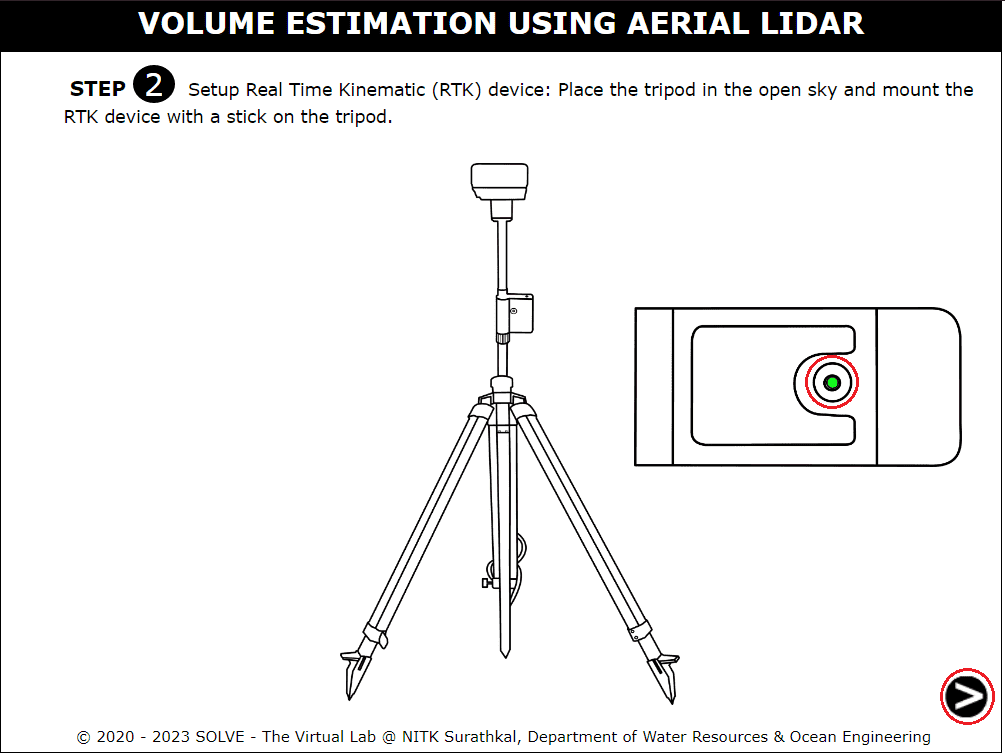 VOLUME ESTIMATION USING AERIAL LIDAR
STEP 2 Setup Real Time Kinematic (RTK) device: Place the tripod in the open sky and mount the
RTK device with a stick on the tripod.
© 2020 - 2023 SOLVE - The Virtual Lab @ NITK Surathkal, Department of Water Resources & Ocean Engineering